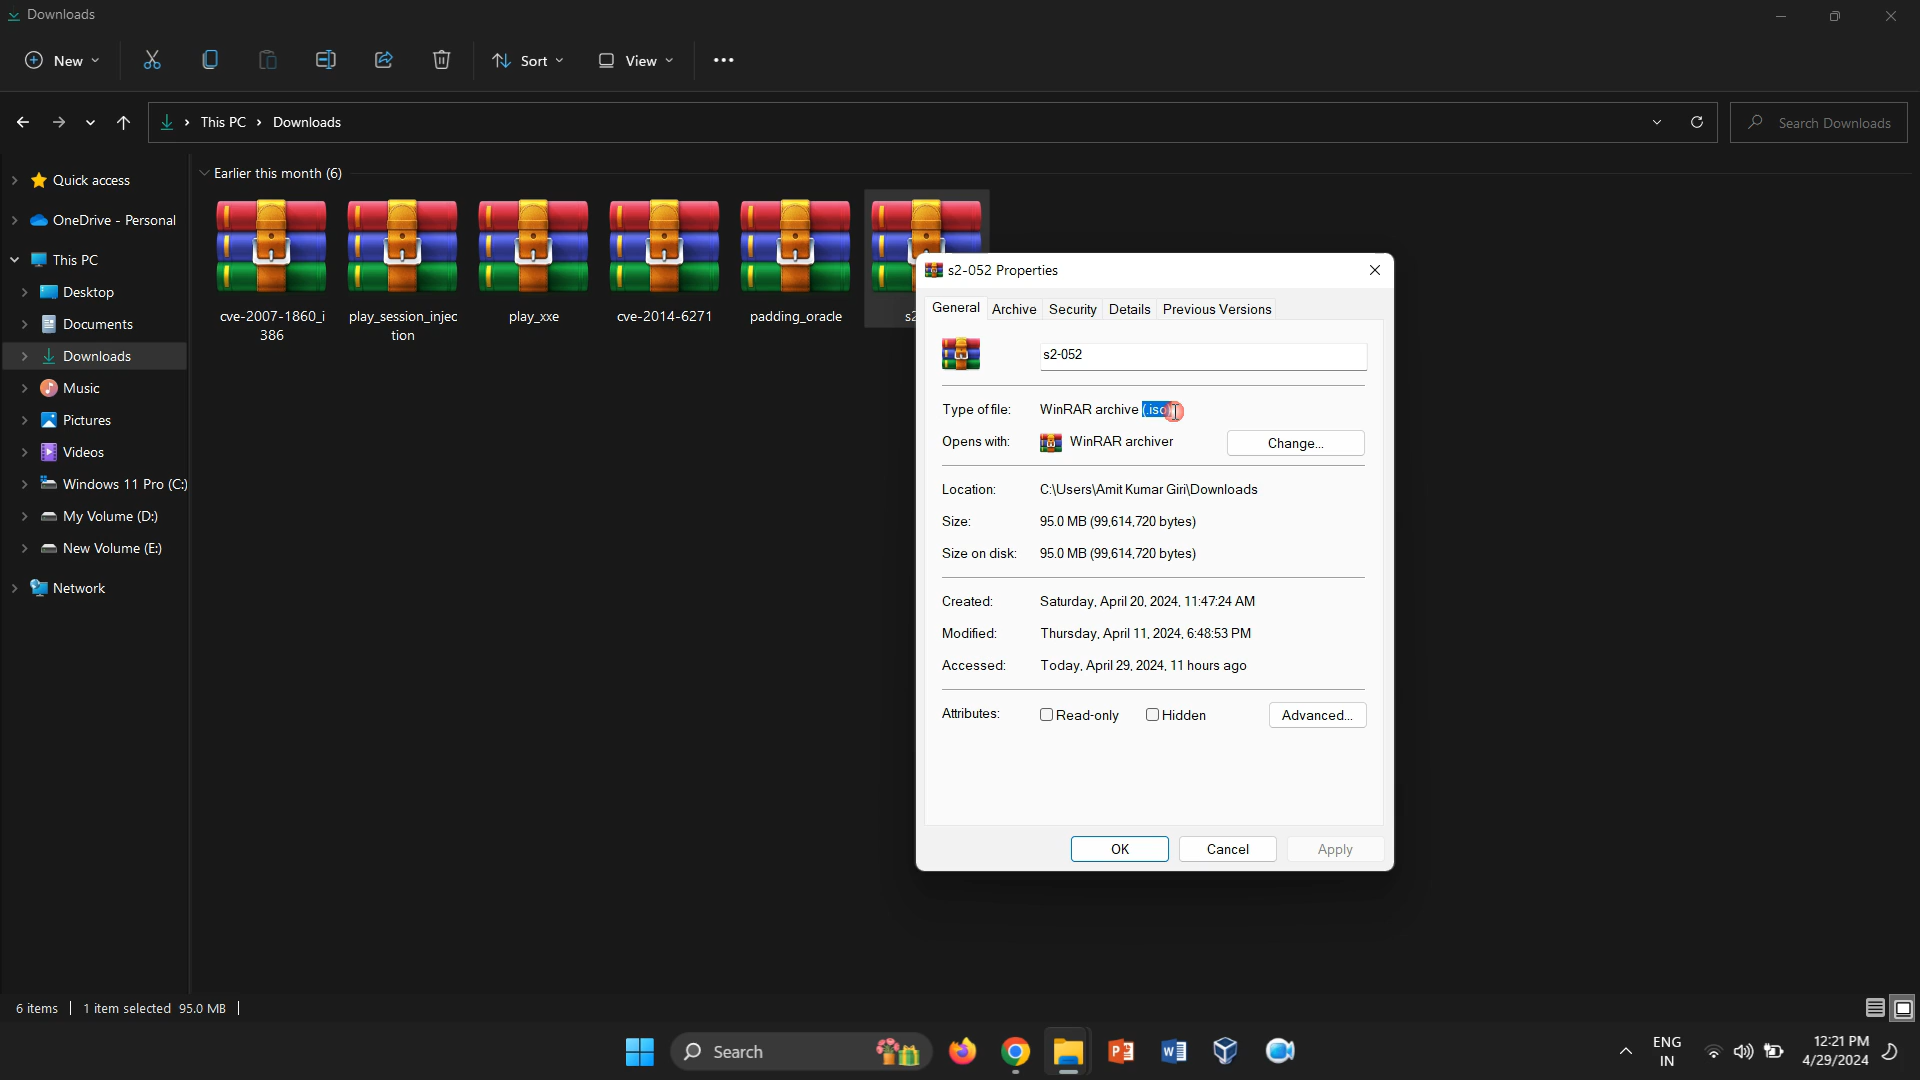 Downloads
New
Sort
View
This PC > Downloads
Search Downloads
Quick access
OneDrive - Personal
This PC
Desktop
Documents
Downloads
Music
Pictures
Videos
Windows 11 Pro (C:)
My Volume (D:)
New Volume (E:)
Network
Earlier this month (6)
cve-2007-1860_i
386
play_session_injec
tion
play_xxe
cve-2014-6271
padding_oracle
s2-052 Properties
General Archive Security Details Previous Versions
s2-052
Type of file: WinRAR archive (.iso)
Opens with: WinRAR archiver
Change...
Location: C:\Users\Amit Kumar Giri\Downloads
Size: 95.0 MB (99,614,720 bytes)
Size on disk: 95.0 MB (99,614,720 bytes)
Created: Saturday, April 20, 2024, 11:47:24 AM
Modified: Thursday, April 11, 2024, 6:48:53 PM
Accessed: Today, April 29, 2024, 11 hours ago
Attributes: Read-only Hidden
Advanced...
OK Cancel Apply
6 items 1 item selected 95.0 MB
Search
ENG
IN
12:21 PM
4/29/2024